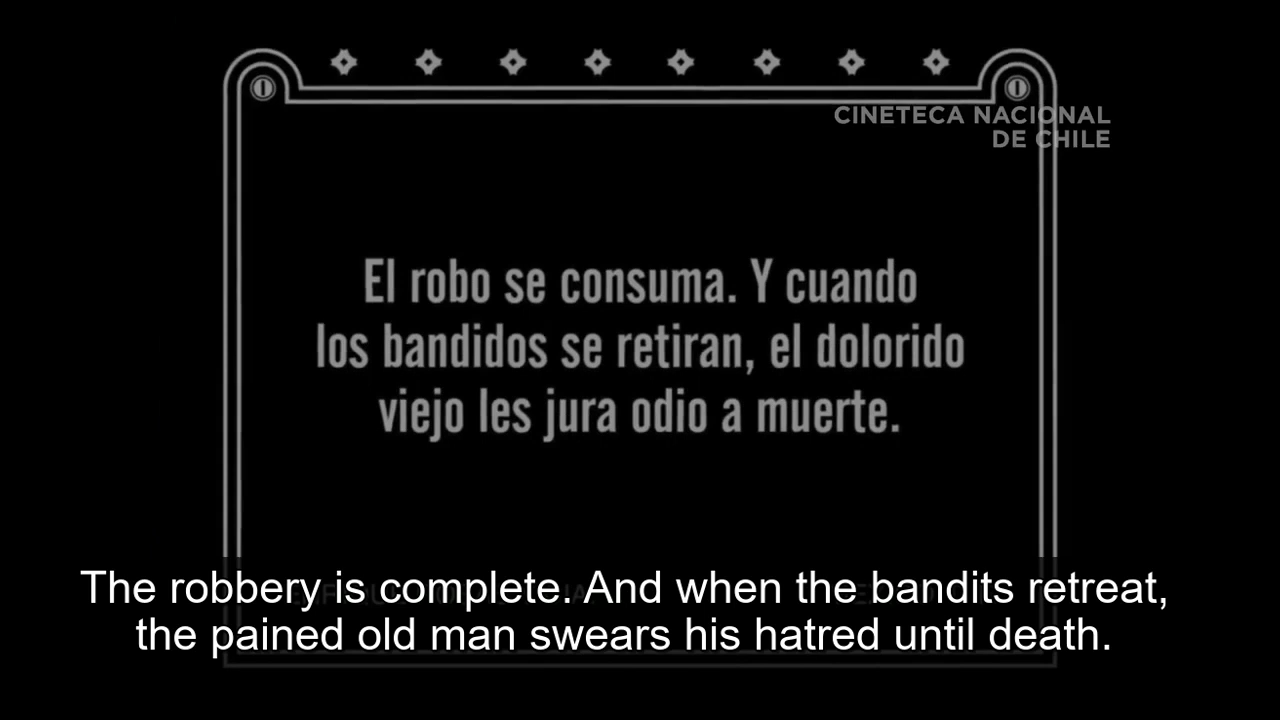 CINETECA NACIONAL
DE CHILE
El robo se consuma. Y cuando
los bandidos se retiran, el dolorido
viejo les jura odio a muerte.
The robbery is complete. And when the bandits retreat,
the pained old man swears his hatred until death.